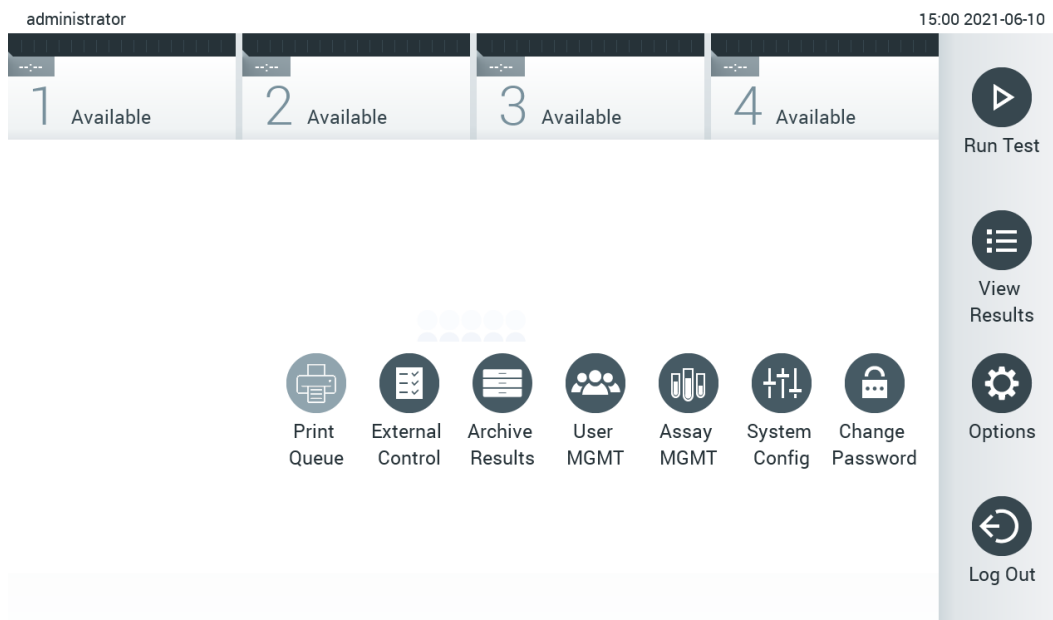 administrator
15:00 2021-06-10
--:--
--:--
--:--
--:--
1 Available
2 Available
3 Available
4 Available
Run Test
View
Results
Print
Queue
External
Control
Archive
Results
User
MGMT
Assay
MGMT
System
Config
Change
Password
Options
Log Out